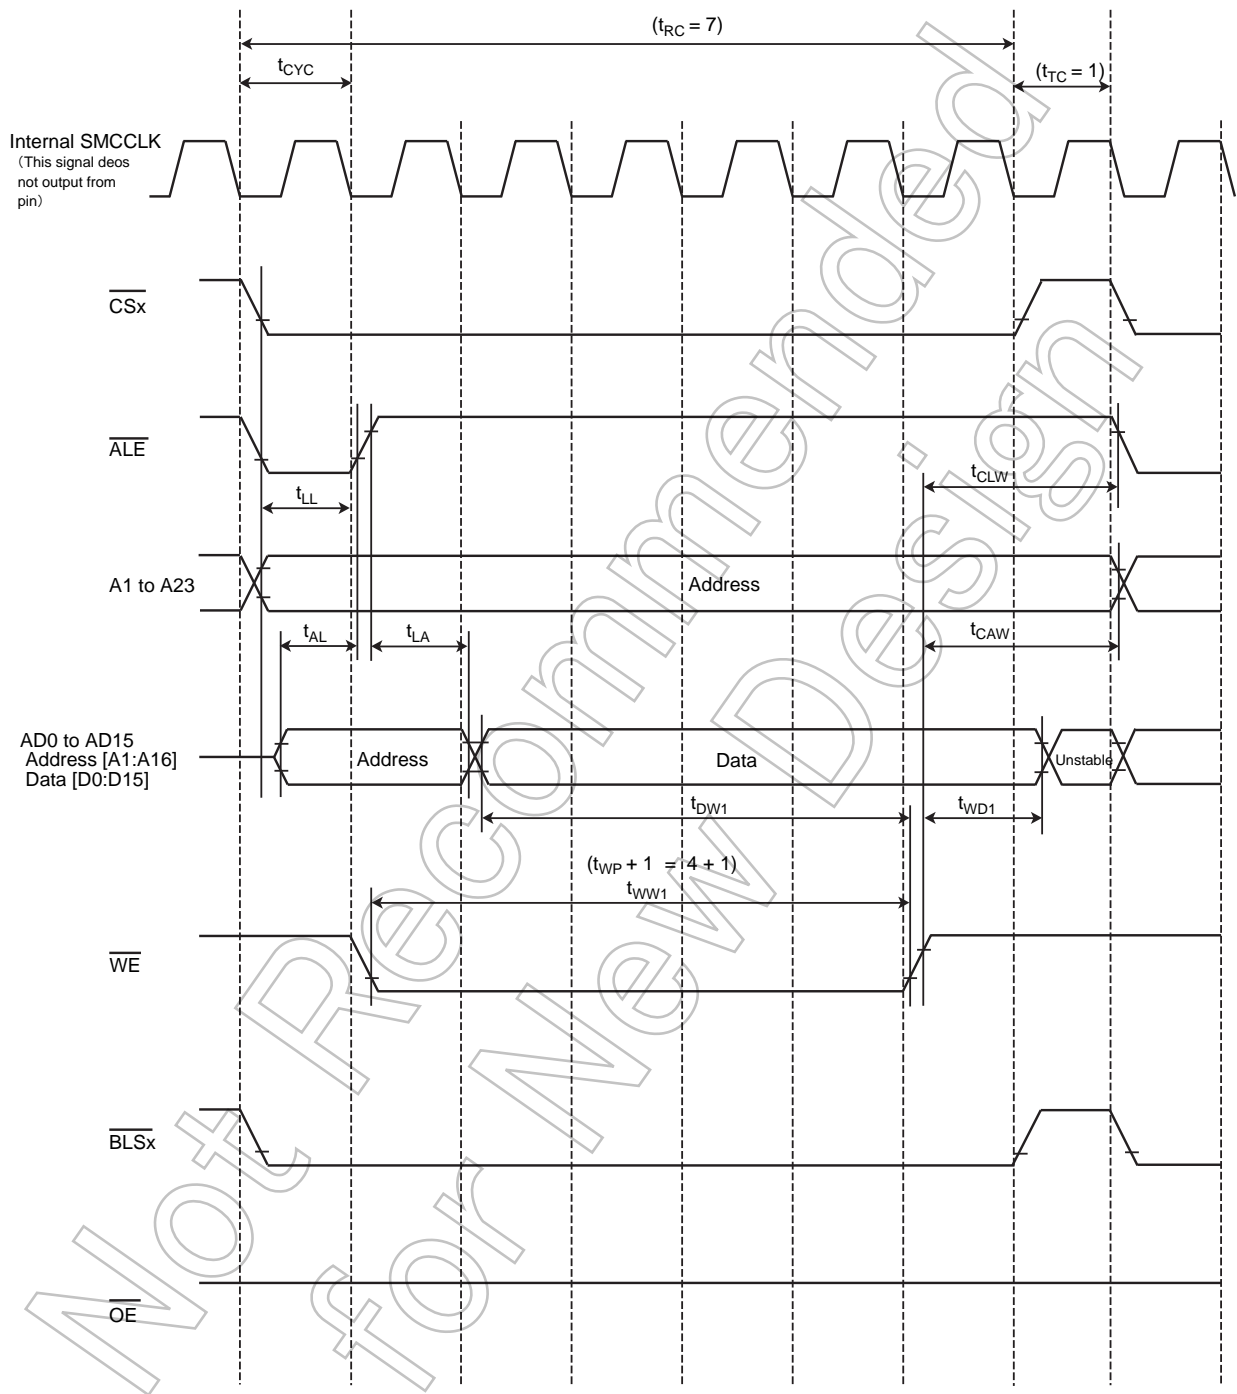 (tRC = 7)
tCYC
(tTC = 1)
Internal SMCCLK
(This signal deos
not output from
pin)
CSx
ALE
tCLW
tLL
A1 to A23
Address
tAL
tLA
tCAW
AD0 to AD15
Address [A1:A16]
Data [D0:D15]
Address
Data
Unstable
tDW1
tWD1
(tWP + 1 = 4 + 1)
tWW1
WE
BLSx
OE
Not Recommended
for New Design